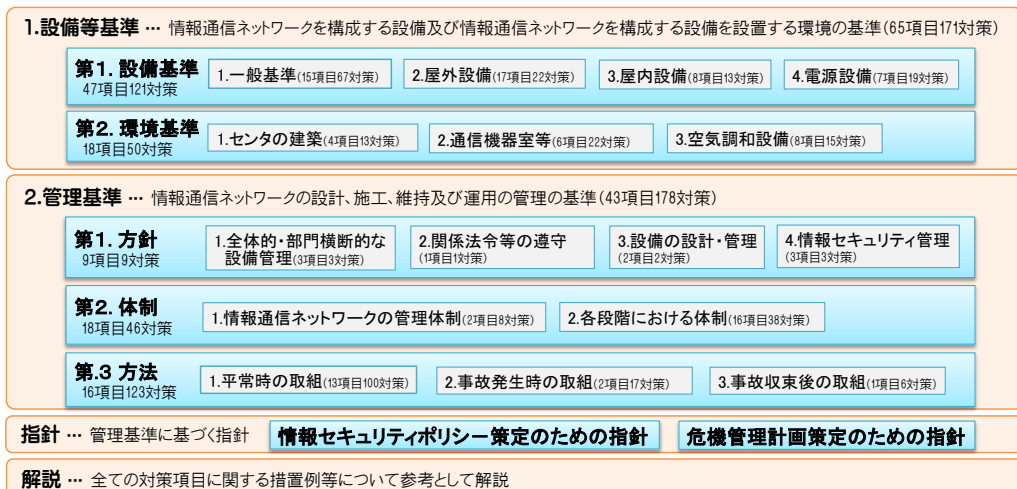 1.設備等基準 … 情報通信ネットワークを構成する設備及び情報通信ネットワークを構成する設備を設置する環境の基準(65項目171対策)
第1. 設備基準
47項目121対策
1.一般基準(15項目67対策)
2.屋外設備(17項目22対策)
3.屋内設備(8項目13対策)
4.電源設備(7項目19対策)
第2. 環境基準
18項目50対策
1.センタの建築(4項目13対策)
2.通信機器室等(6項目22対策)
3.空気調和設備(8項目15対策)
2.管理基準 … 情報通信ネットワークの設計、施工、維持及び運用の管理の基準(43項目178対策)
第1. 方針
9項目9対策
1.全体的・部門横断的な
設備管理(3項目3対策)
2.関係法令等の遵守
(1項目1対策)
3.設備の設計・管理
(2項目2対策)
4.情報セキュリティ管理
(3項目3対策)
第2. 体制
18項目46対策
1.情報通信ネットワークの管理体制(2項目8対策)
2.各段階における体制(16項目38対策)
第.3 方法
16項目123対策
1.平常時の取組(13項目100対策)
2.事故発生時の取組(2項目17対策)
3.事故収束後の取組(1項目6対策)
指針 … 管理基準に基づく指針
情報セキュリティポリシー策定のための指針
危機管理計画策定のための指針
解説 … 全ての対策項目に関する措置例等について参考として解説